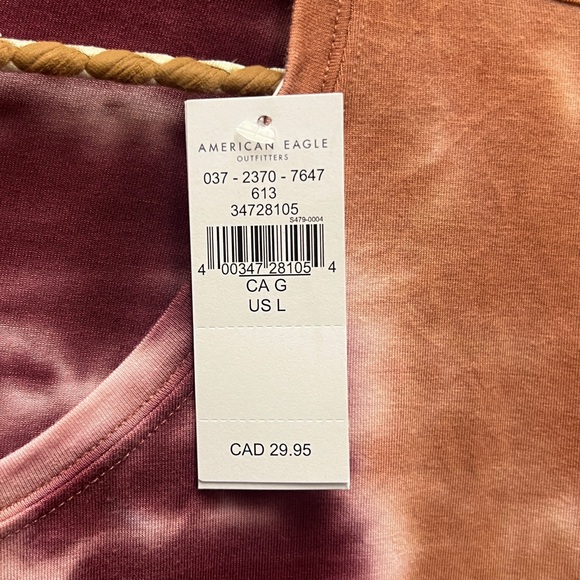 AMERICAN EAGLE
OUTFITTERS
037 - 2370 - 7647
613
34728105
S479-0004
4 00347 28105 4
CA G
US L
CAD 29.95